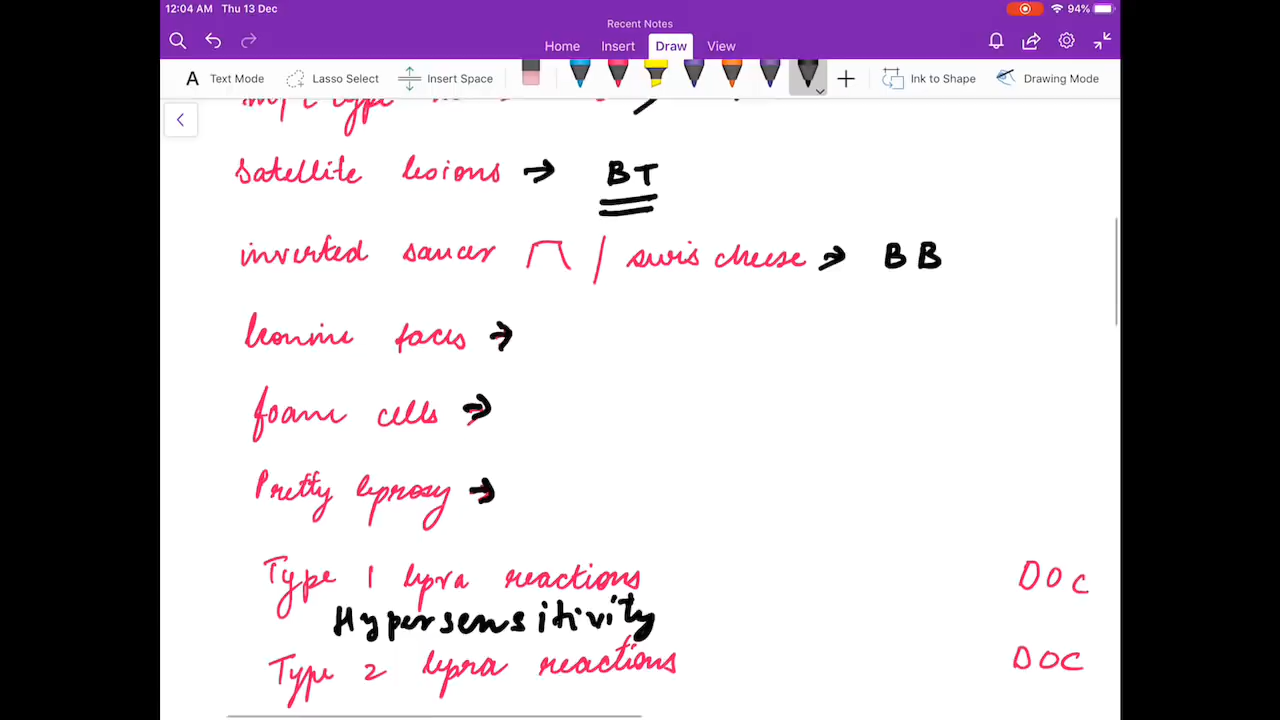 12:04 AM Thu 13 Dec
94%
Recent Notes
Home Insert Draw View
A Text Mode Lasso Select Insert Space Ink to Shape Drawing Mode
type
satellite lesions → BT
inverted saucer / swis cheese → BB
leonine faces →
foam cells →
Pretty leprosy →
Type 1 lepra reactions DOC
Hypersensitivity
Type 2 lepra reactions DOC